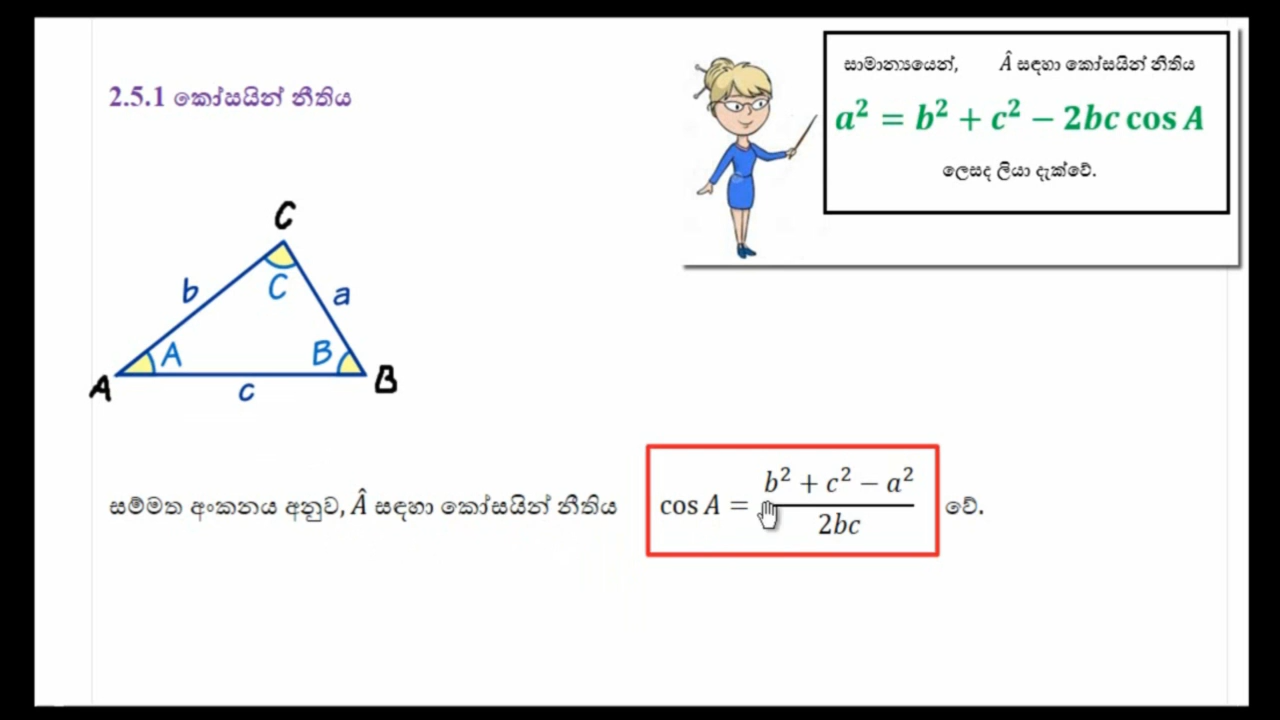 2.5.1 කෝසයින් නීතිය
සාමාන්‍යයෙන්, Â සඳහා කෝසයින් නීතිය
a² = b² + c² − 2bc cos A
ලෙසද ලියා දැක්වේ.
C
b
C
a
A
B
A
c
B
සම්මත අංකනය අනුව, Â සඳහා කෝසයින් නීතිය cos A = (b² + c² − a²) / 2bc වේ.